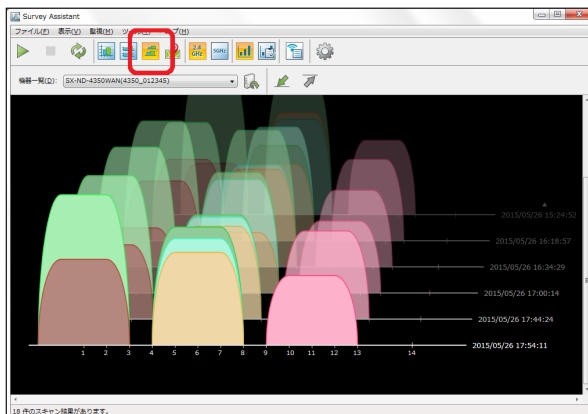 Survey Assistant
ファイル(F) 表示(V) 監視(M)
2.4 GHz 5GHz
機器一覧(D): SX-ND-4350WAN(4350_012345)
2015/05/26 15:24:52
2015/05/26 16:18:57
2015/05/26 16:34:29
2015/05/26 17:00:14
2015/05/26 17:44:24
2015/05/26 17:54:11
1 2 3 4 5 6 7 8 9 10 11 12 13 14
18 件のスキャン結果があります。